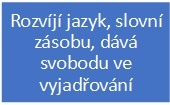 Rozvíjí jazyk, slovní
zásobu, dává
svobodu ve
vyjadřování